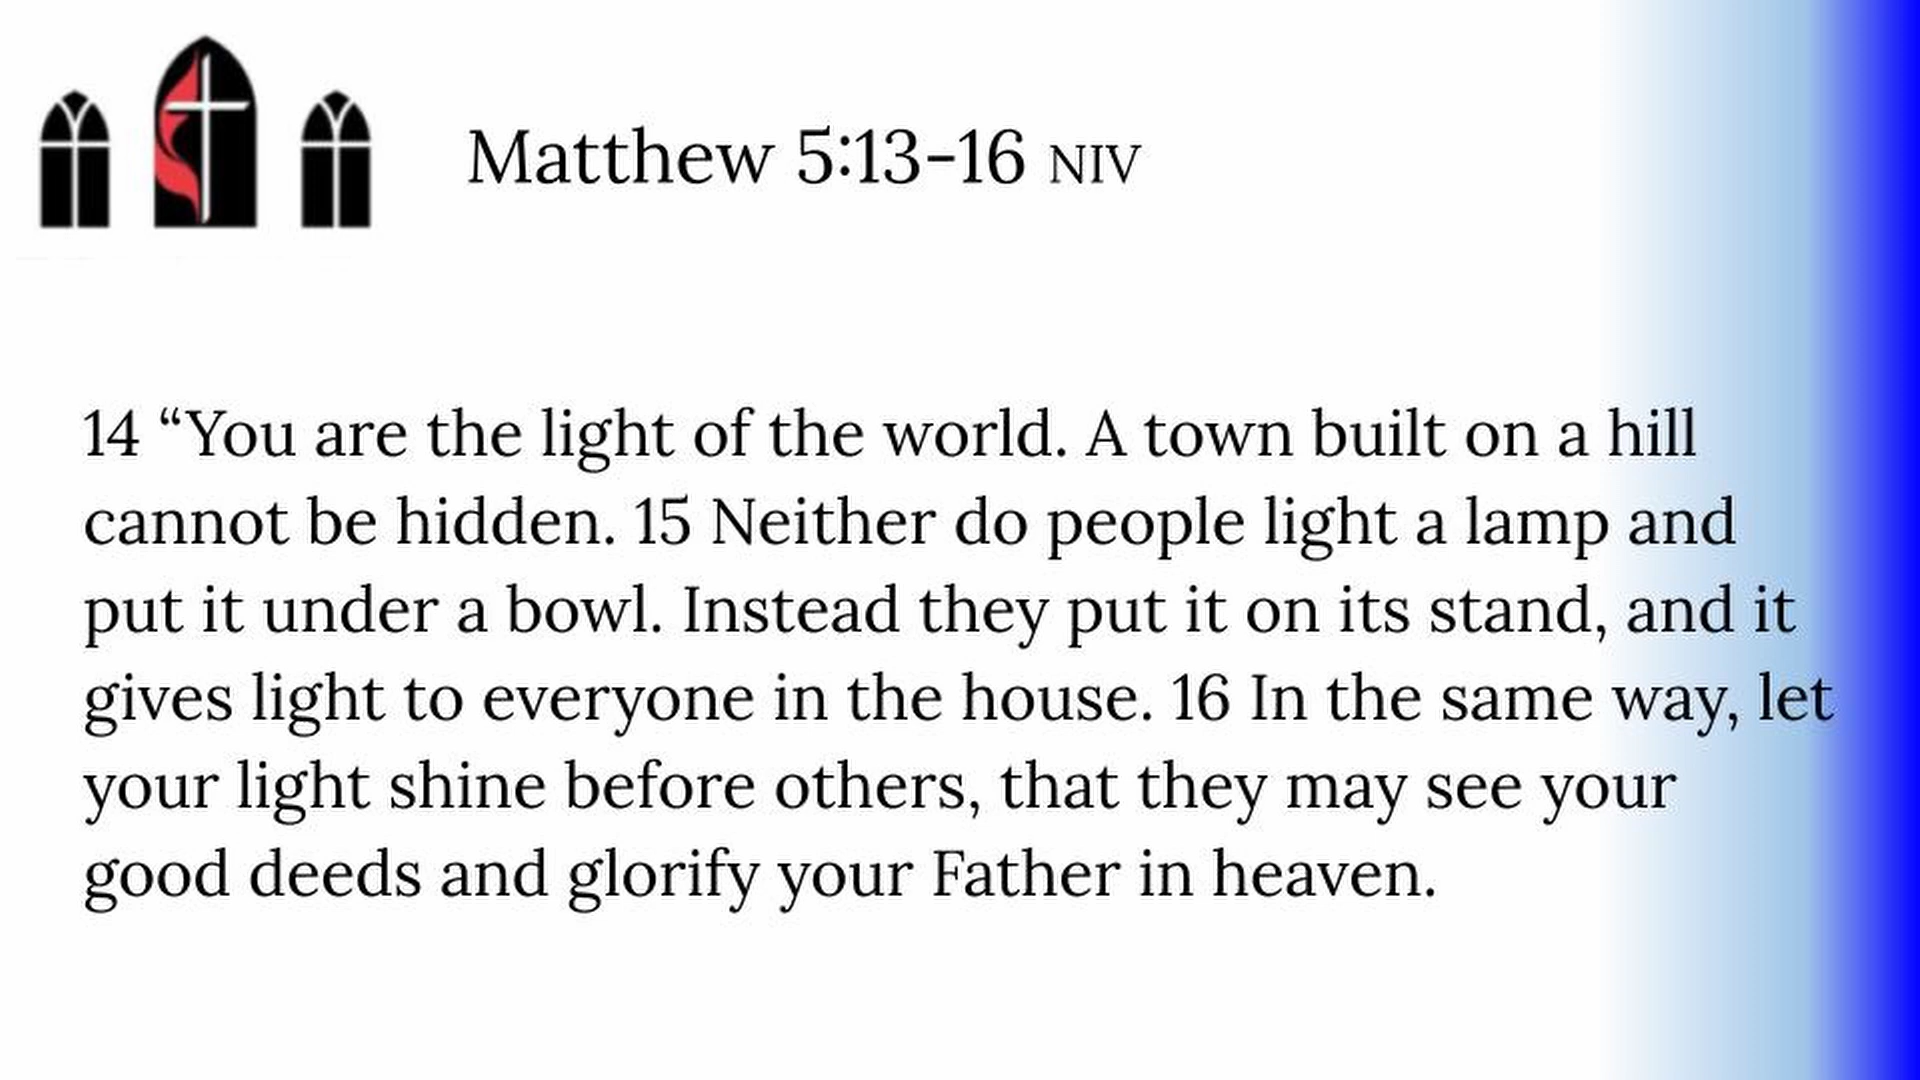 Matthew 5:13-16 NIV
14 “You are the light of the world. A town built on a hill
cannot be hidden. 15 Neither do people light a lamp and
put it under a bowl. Instead they put it on its stand, and it
gives light to everyone in the house. 16 In the same way, let
your light shine before others, that they may see your
good deeds and glorify your Father in heaven.